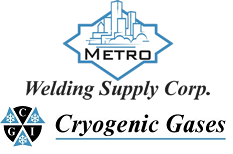 METRO
Welding Supply Corp.
C
G I
Cryogenic Gases